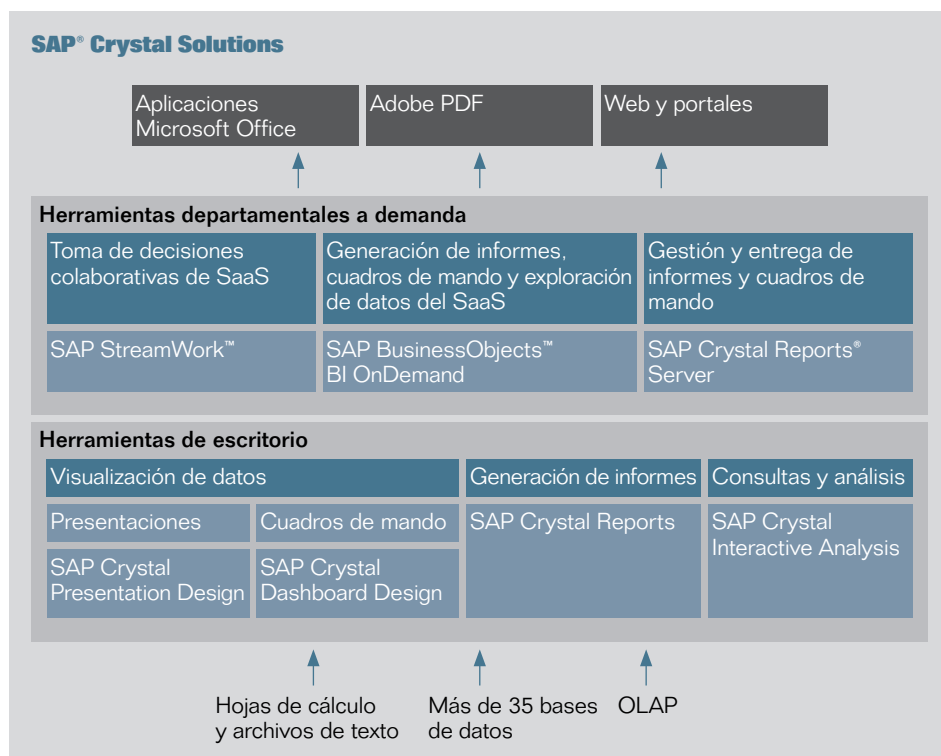 SAP® Crystal Solutions
Aplicaciones
Microsoft Office
Adobe PDF
Web y portales
Herramientas departamentales a demanda
Toma de decisiones
colaborativas de SaaS
Generación de informes,
cuadros de mando y exploración
de datos del SaaS
Gestión y entrega de
informes y cuadros de
mando
SAP StreamWork™
SAP BusinessObjects™
BI OnDemand
SAP Crystal Reports®
Server
Herramientas de escritorio
Visualización de datos
Generación de informes
Consultas y análisis
Presentaciones
Cuadros de mando
SAP Crystal Reports
SAP Crystal
Interactive Analysis
SAP Crystal
Presentation Design
SAP Crystal
Dashboard Design
Hojas de cálculo
y archivos de texto
Más de 35 bases
de datos
OLAP